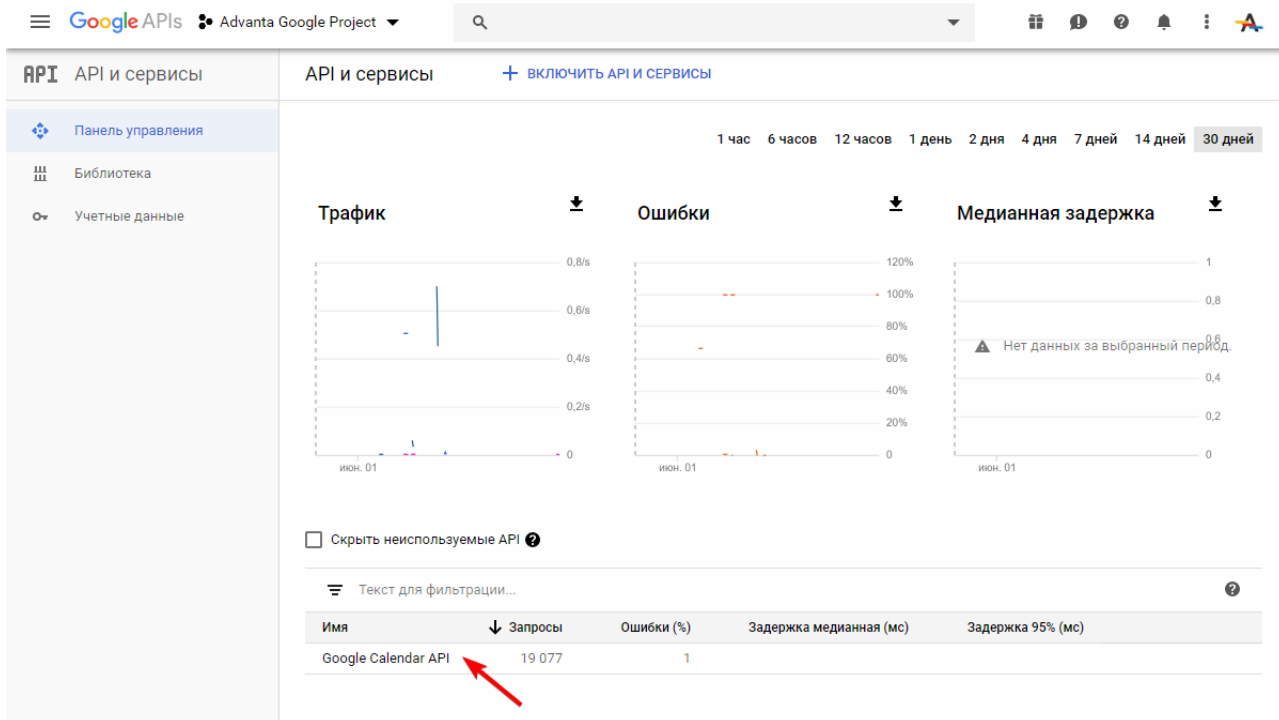 Google APIs Advanta Google Project
API API и сервисы
API и сервисы
ВКЛЮЧИТЬ API И СЕРВИСЫ
Панель управления
Библиотека
Учетные данные
1 час 6 часов 12 часов 1 день 2 дня 4 дня 7 дней 14 дней 30 дней
Трафик
0,8/s
0,6/s
0,4/s
0,2/s
0
июн. 01
Ошибки
120%
100%
80%
60%
40%
20%
0
июн. 01
Медианная задержка
1
0,8
0,6
Нет данных за выбранный период.
0,4
0,2
0
июн. 01
Скрыть неиспользуемые API
Текст для фильтрации...
Имя Запросы Ошибки (%) Задержка медианная (мс) Задержка 95% (мс)
Google Calendar API 19 077 1